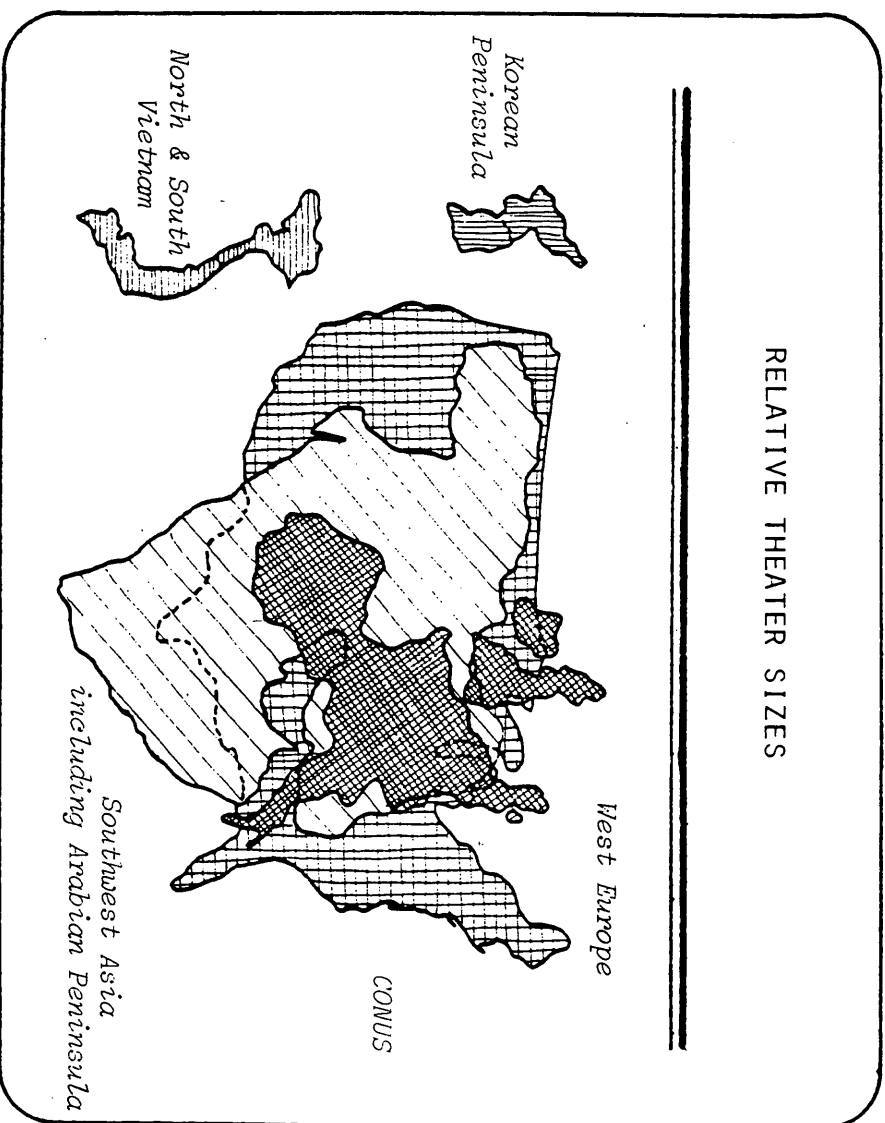 RELATIVE THEATER SIZES
West Europe
Korean
Peninsula
CONUS
North & South
Vietnam
Southwest Asia
including Arabian Peninsula